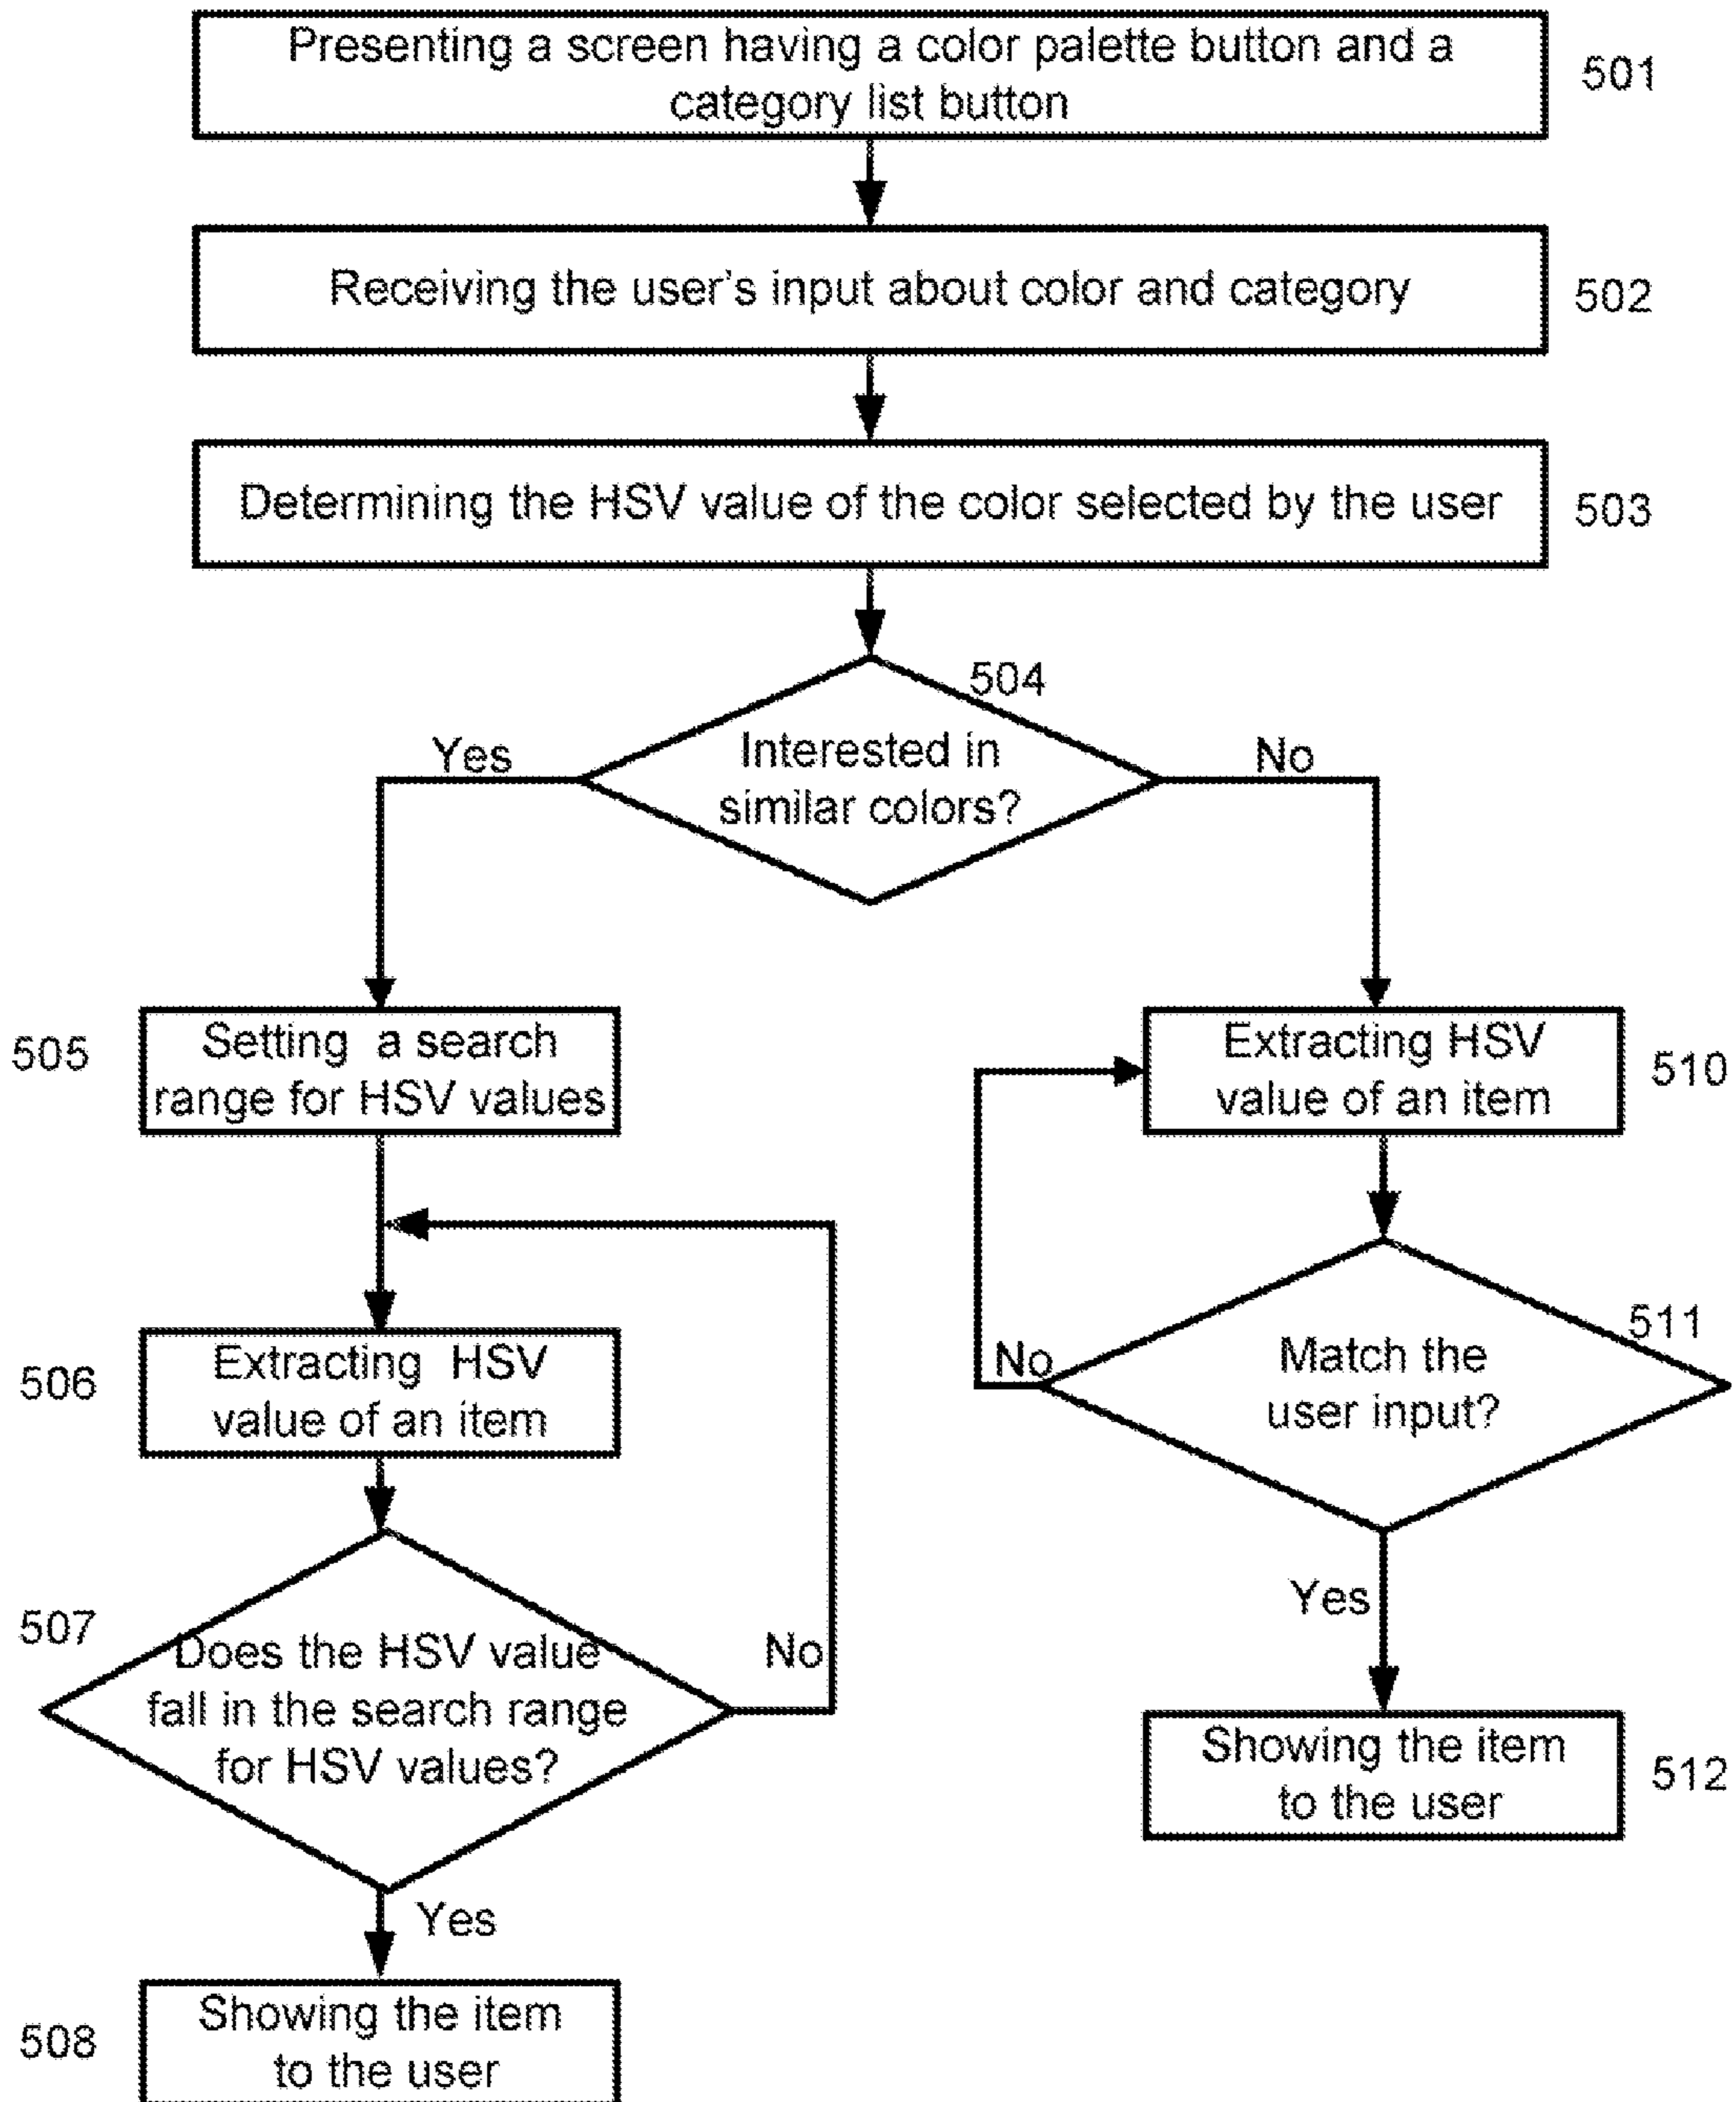 Presenting a screen having a color palette button and a
category list button
501
Receiving the user's input about color and category
502
Determining the HSV value of the color selected by the user
503
504
Interested in
similar colors?
Yes
No
505
Setting a search
range for HSV values
Extracting HSV
value of an item
510
506
Extracting HSV
value of an item
511
Match the
user input?
No
Yes
507
Does the HSV value
fall in the search range
for HSV values?
No
Yes
Showing the item
to the user
512
508
Showing the item
to the user